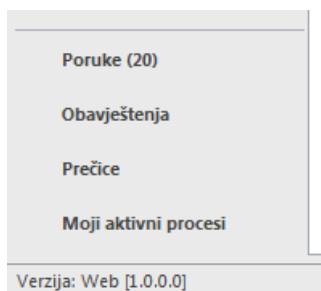 Poruke (20)
Obavještenja
Prečice
Moji aktivni procesi
Verzija: Web [1.0.0.0]